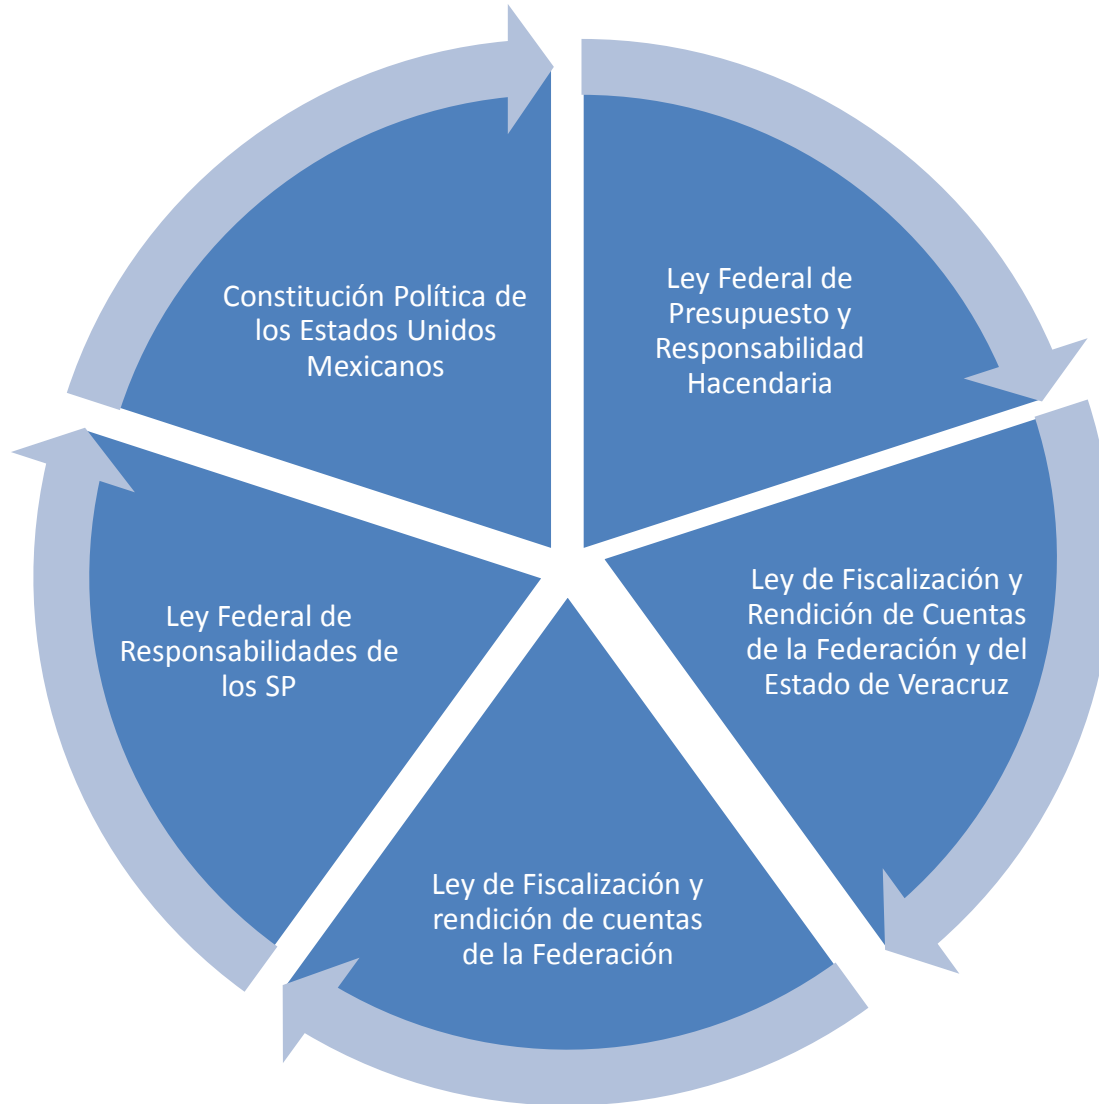 Constitución Política de
los Estados Unidos
Mexicanos
Ley Federal de
Presupuesto y
Responsabilidad
Hacendaria
Ley de Fiscalización y
Rendición de Cuentas
de la Federación y del
Estado de Veracruz
Ley de Fiscalización y
rendición de cuentas
de la Federación
Ley Federal de
Responsabilidades de
los SP